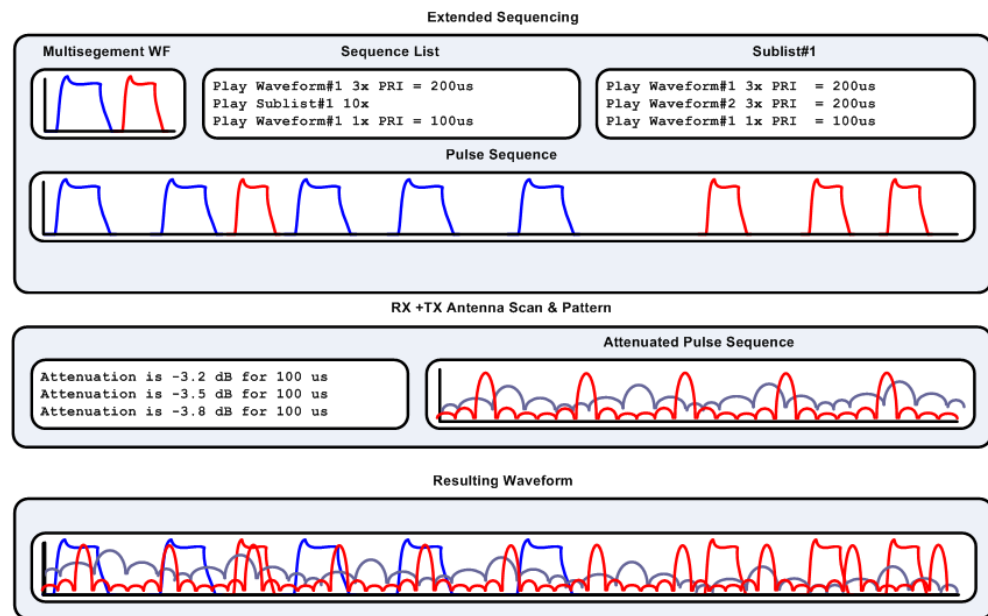 Extended Sequencing
Multisegement WF
Sequence List
Sublist#1
Play Waveform#1 3x PRI = 200us
Play Sublist#1 10x
Play Waveform#1 1x PRI = 100us
Play Waveform#1 3x PRI  = 200us
Play Waveform#2 3x PRI  = 200us
Play Waveform#1 1x PRI  = 100us
Pulse Sequence
RX +TX Antenna Scan & Pattern
Attenuated Pulse Sequence
Attenuation is -3.2 dB for 100 us
Attenuation is -3.5 dB for 100 us
Attenuation is -3.8 dB for 100 us
Resulting Waveform